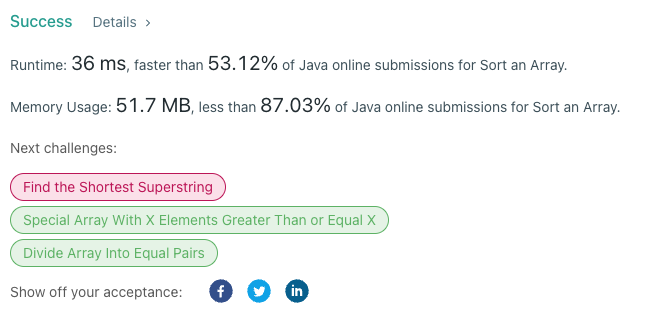 Success Details >
Runtime: 36 ms, faster than 53.12% of Java online submissions for Sort an Array.
Memory Usage: 51.7 MB, less than 87.03% of Java online submissions for Sort an Array.
Next challenges:
Find the Shortest Superstring
Special Array With X Elements Greater Than or Equal X
Divide Array Into Equal Pairs
Show off your acceptance: f in